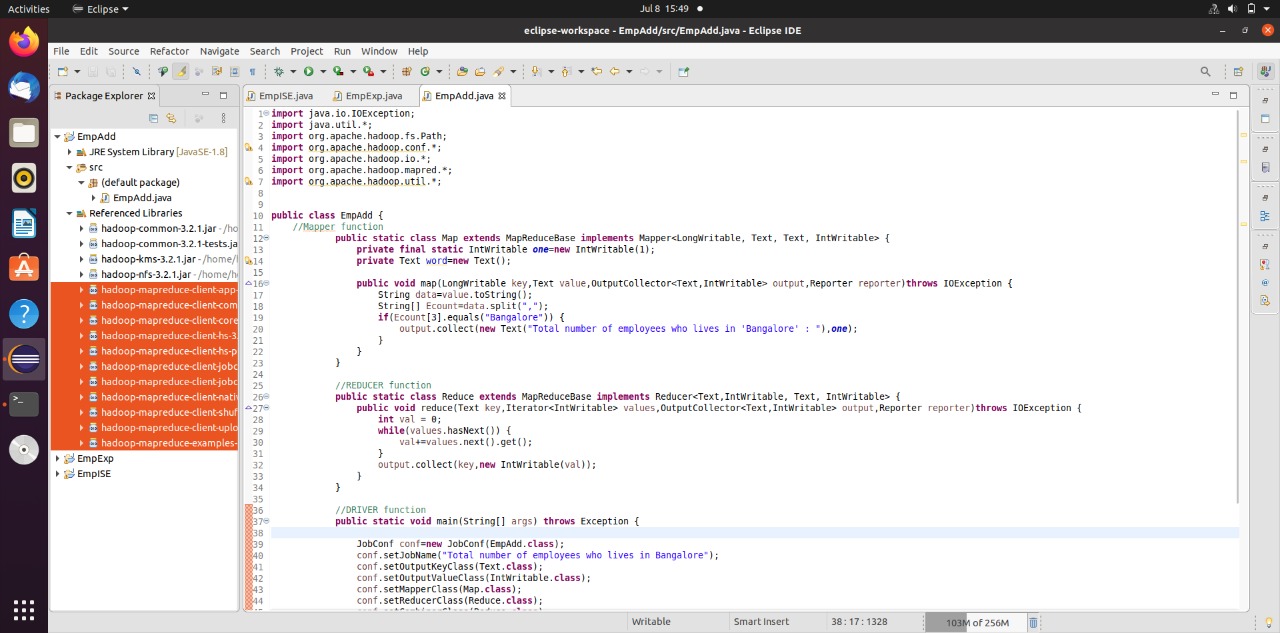 Activities
Eclipse
Jul 8 15:49
eclipse-workspace - EmpAdd/src/EmpAdd.java - Eclipse IDE
File Edit Source Refactor Navigate Search Project Run Window Help
Package Explorer
EmpISE.java
EmpExp.java
EmpAdd.java
EmpAdd
JRE System Library [JavaSE-1.8]
src
(default package)
EmpAdd.java
Referenced Libraries
hadoop-common-3.2.1.jar - /ho
hadoop-common-3.2.1-tests.ja
hadoop-kms-3.2.1.jar - /home/
hadoop-nfs-3.2.1.jar - /home/h
hadoop-mapreduce-client-app-
hadoop-mapreduce-client-com
hadoop-mapreduce-client-core
hadoop-mapreduce-client-hs-3.
hadoop-mapreduce-client-hs-p
hadoop-mapreduce-client-jobc
hadoop-mapreduce-client-jobc
hadoop-mapreduce-client-nati
hadoop-mapreduce-client-shuf
hadoop-mapreduce-client-uplo
hadoop-mapreduce-examples-
EmpExp
EmpISE
1 import java.io.IOException;
2 import java.util.*;
3 import org.apache.hadoop.fs.Path;
4 import org.apache.hadoop.conf.*;
5 import org.apache.hadoop.io.*;
6 import org.apache.hadoop.mapred.*;
7 import org.apache.hadoop.util.*;
8
9
10 public class EmpAdd {
11 //Mapper function
12 public static class Map extends MapReduceBase implements Mapper<LongWritable, Text, Text, IntWritable> {
13 private final static IntWritable one=new IntWritable(1);
14 private Text word=new Text();
15
16 public void map(LongWritable key,Text value,OutputCollector<Text,IntWritable> output,Reporter reporter)throws IOException {
17 String data=value.toString();
18 String[] Ecount=data.split(",");
19 if(Ecount[3].equals("Bangalore")) {
20 output.collect(new Text("Total number of employees who lives in 'Bangalore' : "),one);
21 }
22 }
23 }
24
25 //REDUCER function
26 public static class Reduce extends MapReduceBase implements Reducer<Text,IntWritable, Text, IntWritable> {
27 public void reduce(Text key,Iterator<IntWritable> values,OutputCollector<Text,IntWritable> output,Reporter reporter)throws IOException {
28 int val = 0;
29 while(values.hasNext()) {
30 val+=values.next().get();
31 }
32 output.collect(key,new IntWritable(val));
33 }
34 }
35
36 //DRIVER function
37 public static void main(String[] args) throws Exception {
38
39 JobConf conf=new JobConf(EmpAdd.class);
40 conf.setJobName("Total number of employees who lives in Bangalore");
41 conf.setOutputKeyClass(Text.class);
42 conf.setOutputValueClass(IntWritable.class);
43 conf.setMapperClass(Map.class);
44 conf.setReducerClass(Reduce.class);
Writable
Smart Insert
38 : 17 : 1328
103M of 256M